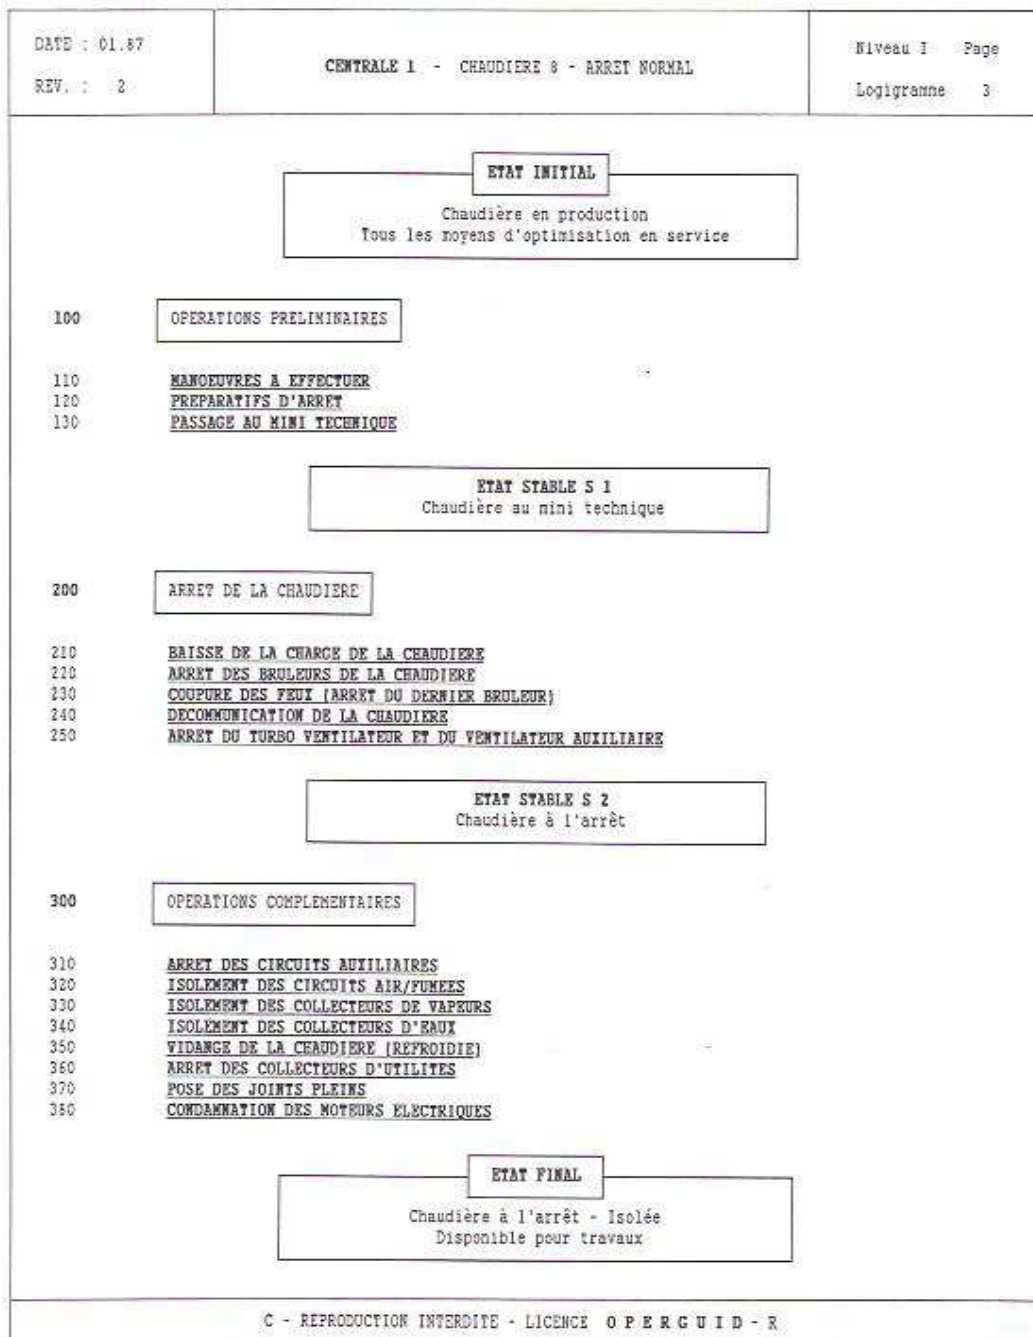 DATE : 01.87
REV. : 2
CENTRALE 1 - CHAUDIERE 8 - ARRET NORMAL
Niveau I Page
Logigramme 3
ETAT INITIAL
Chaudière en production
Tous les moyens d'optimisation en service
100 OPERATIONS PRELIMINAIRES
110 MANOEUVRES A EFFECTUER
120 PREPARATIFS D'ARRET
130 PASSAGE AU MINI TECHNIQUE
ETAT STABLE S 1
Chaudière au mini technique
200 ARRET DE LA CHAUDIERE
210 BAISSE DE LA CHARGE DE LA CHAUDIERE
220 ARRET DES BRULEURS DE LA CHAUDIERE
230 COUPURE DES FEUX (ARRET DU DERNIER BRULEUR)
240 DECOMMUNICATION DE LA CHAUDIERE
250 ARRET DU TURBO VENTILATEUR ET DU VENTILATEUR AUXILIAIRE
ETAT STABLE S 2
Chaudière à l'arrêt
300 OPERATIONS COMPLEMENTAIRES
310 ARRET DES CIRCUITS AUXILIAIRES
320 ISOLEMENT DES CIRCUITS AIR/FUMEES
330 ISOLEMENT DES COLLECTEURS DE VAPEURS
340 ISOLEMENT DES COLLECTEURS D'EAUX
350 VIDANGE DE LA CHAUDIERE (REFROIDIE)
360 ARRET DES COLLECTEURS D'UTILITES
370 POSE DES JOINTS PLEINS
380 CONDAMNATION DES MOTEURS ELECTRIQUES
ETAT FINAL
Chaudière à l'arrêt - Isolée
Disponible pour travaux
C - REPRODUCTION INTERDITE - LICENCE O P E R G U I D - R